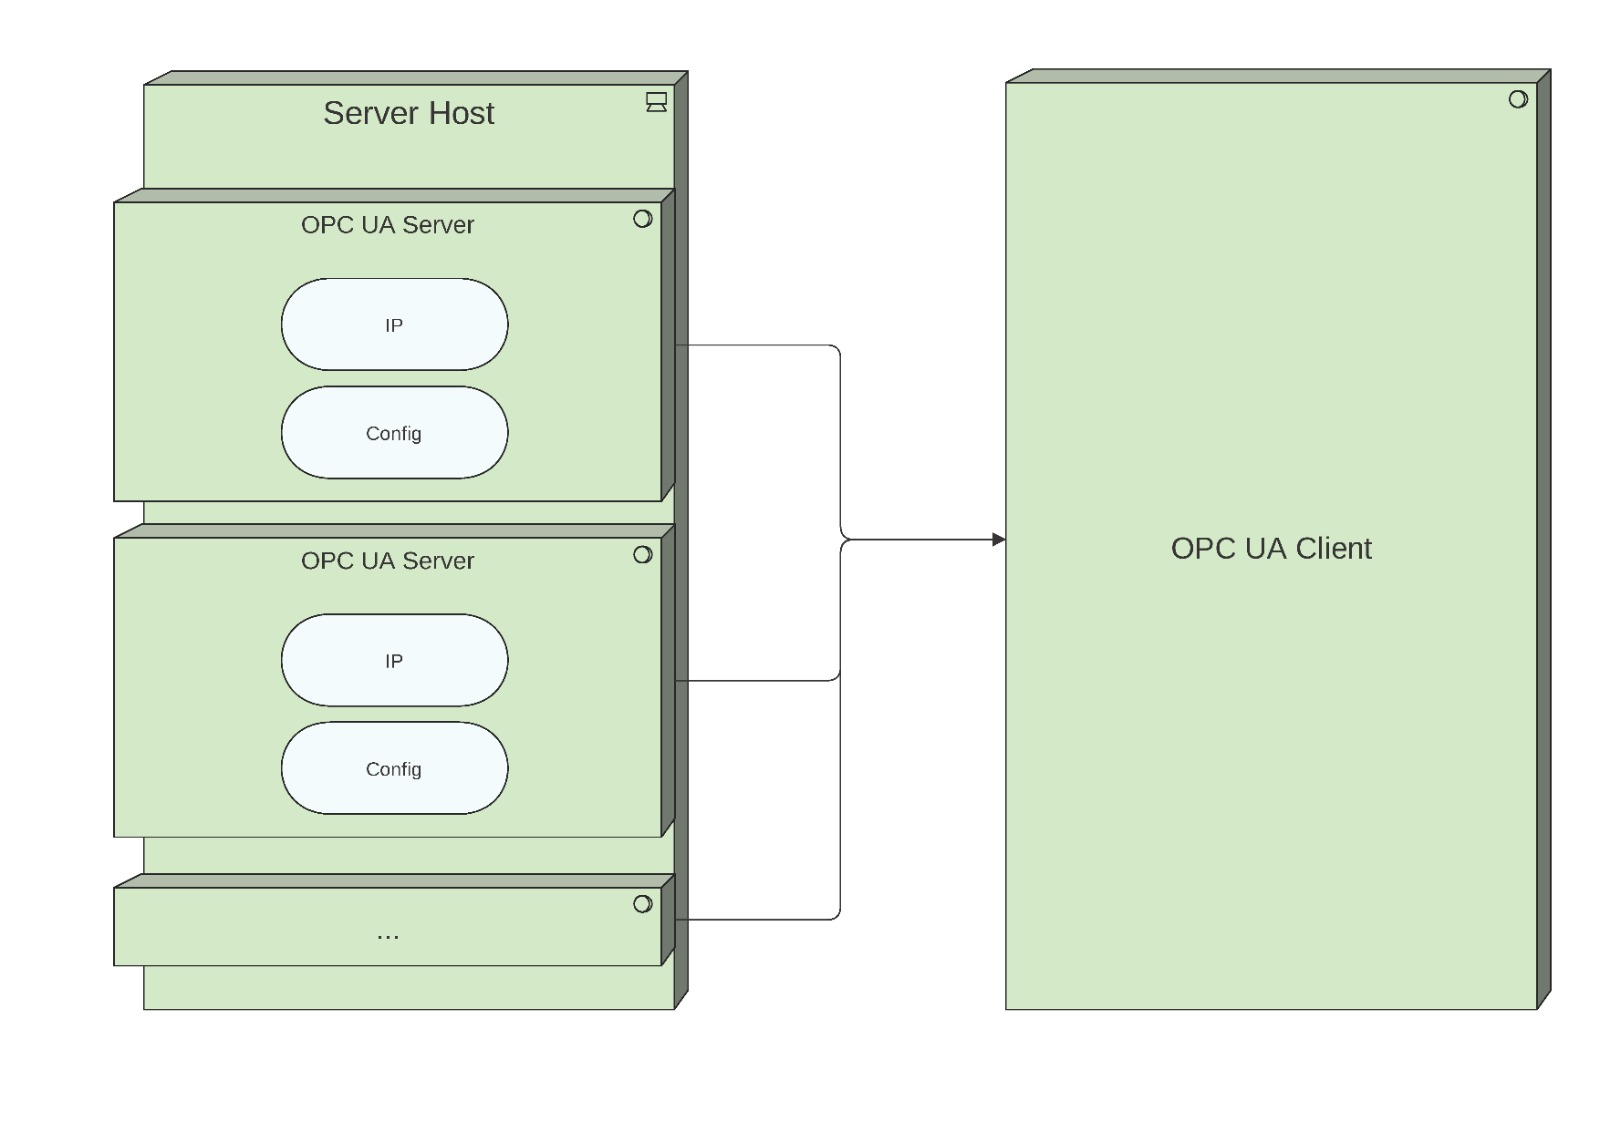 Server Host
OPC UA Server
IP
Config
OPC UA Server
IP
Config
...
OPC UA Client